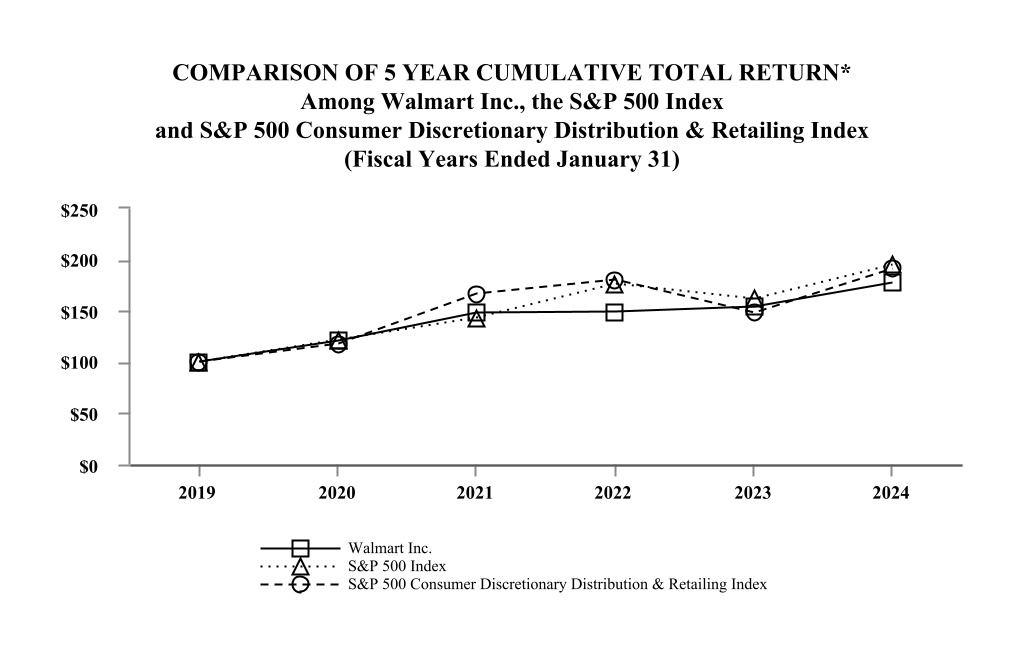 COMPARISON OF 5 YEAR CUMULATIVE TOTAL RETURN*
Among Walmart Inc., the S&P 500 Index
and S&P 500 Consumer Discretionary Distribution & Retailing Index
(Fiscal Years Ended January 31)
$250
$200
$150
$100
$50
$0
2019 2020 2021 2022 2023 2024
Walmart Inc.
S&P 500 Index
S&P 500 Consumer Discretionary Distribution & Retailing Index